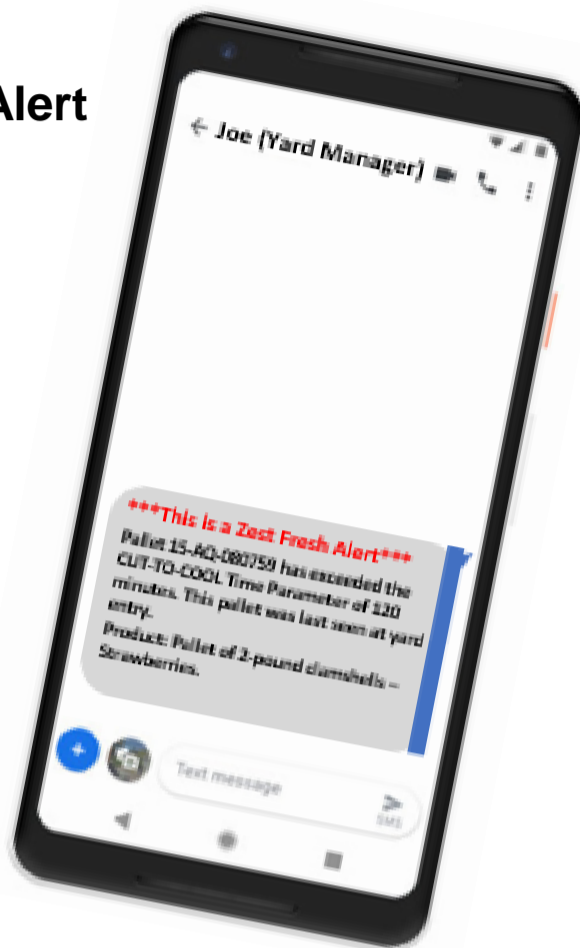 Alert
Joe (Yard Manager)
***This is a Zest Fresh Alert***
Pallet 15-AQ-080759 has exceeded the
CUT-TO-COOL Time Parameter of 120
minutes. This pallet was last seen at yard
entry.
Product: Pallet of 2-pound clamshells –
Strawberries.
Text message
SMS